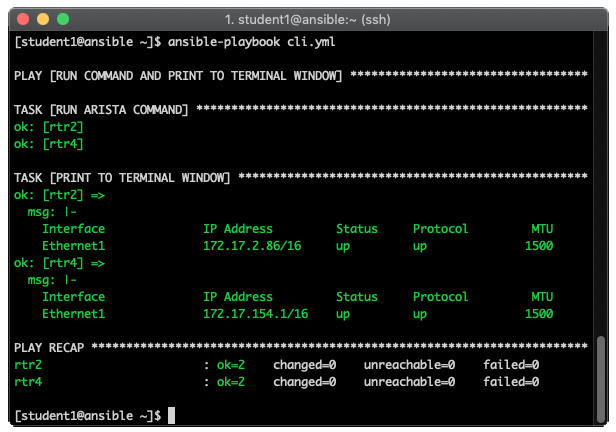 1. student1@ansible:~ (ssh)
[student1@ansible ~]$ ansible-playbook cli.yml
PLAY [RUN COMMAND AND PRINT TO TERMINAL WINDOW] **********************************
TASK [RUN ARISTA COMMAND] ********************************************************
ok: [rtr2]
ok: [rtr4]
TASK [PRINT TO TERMINAL WINDOW] **************************************************
ok: [rtr2] =>
  msg: |-
    Interface              IP Address         Status     Protocol         MTU
    Ethernet1              172.17.2.86/16     up         up              1500
ok: [rtr4] =>
  msg: |-
    Interface              IP Address         Status     Protocol         MTU
    Ethernet1              172.17.154.1/16    up         up              1500
PLAY RECAP ***********************************************************************
rtr2                       : ok=2    changed=0    unreachable=0    failed=0
rtr4                       : ok=2    changed=0    unreachable=0    failed=0
[student1@ansible ~]$